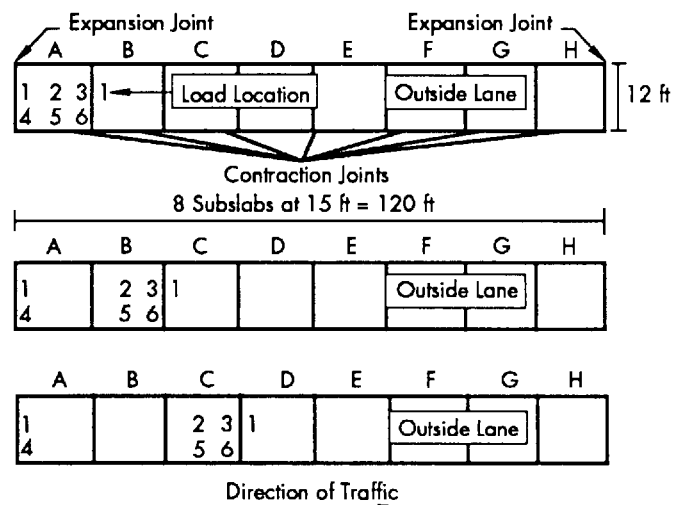 Expansion Joint Expansion Joint
A B C D E F G H
1 2 3 1 Load Location Outside Lane 12 ft
4 5 6
Contraction Joints
8 Subslabs at 15 ft = 120 ft
A B C D E F G H
1 2 3 1 Outside Lane
4 5 6
A B C D E F G H
1 2 3 1 Outside Lane
4 5 6
Direction of Traffic